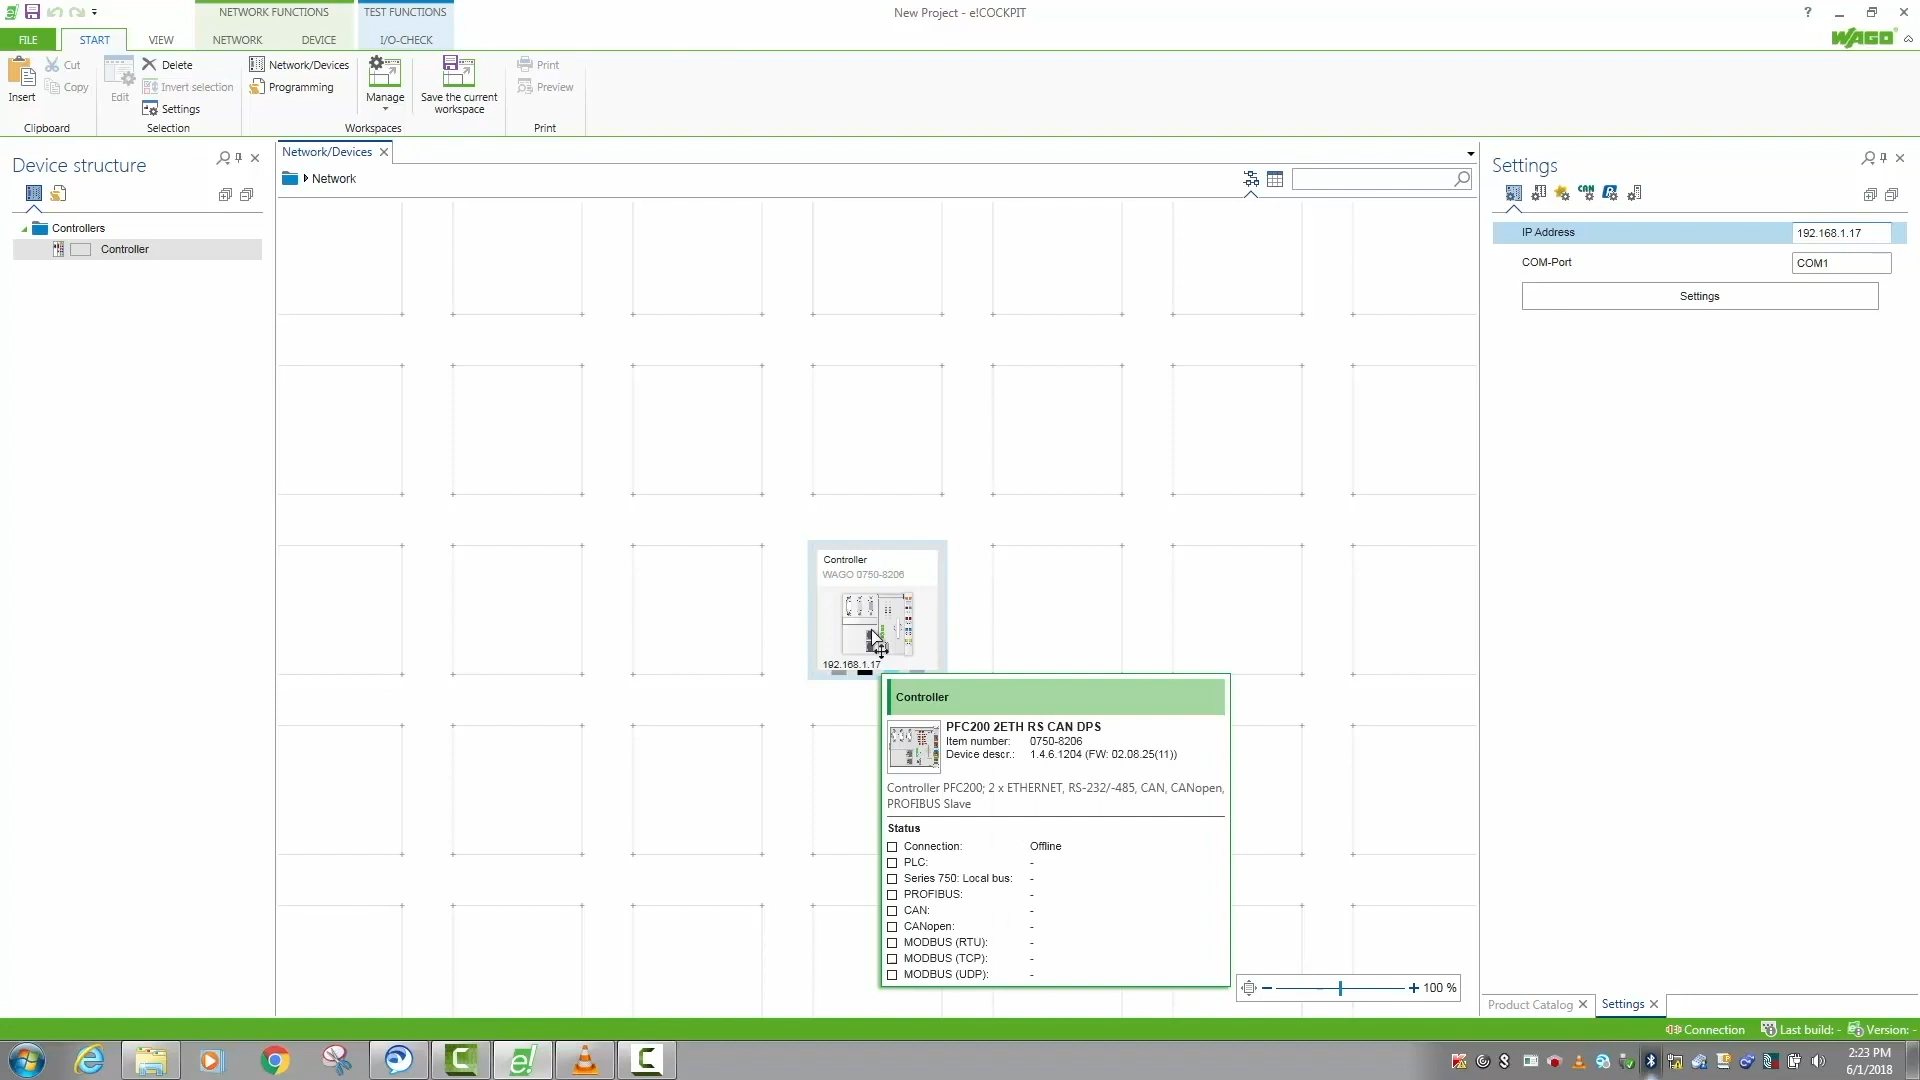 NETWORK FUNCTIONS
TEST FUNCTIONS
New Project - e!COCKPIT
?
FILE
START
VIEW
NETWORK
DEVICE
I/O-CHECK
WAGO
Insert
Cut
Copy
Clipboard
Edit
Delete
Invert selection
Settings
Selection
Network/Devices
Programming
Manage
Save the current
workspace
Workspaces
Print
Preview
Print
Device structure
Controllers
Controller
Network/Devices
Network
Controller
WAGO 0750-8206
192.168.1.17
Controller
PFC200 2ETH RS CAN DPS
Item number: 0750-8206
Device descr.: 1.4.6.1204 (FW: 02.08.25(11))
Controller PFC200; 2 x ETHERNET, RS-232/-485, CAN, CANopen,
PROFIBUS Slave
Status
Connection: Offline
PLC: -
Series 750: Local bus: -
PROFIBUS: -
CAN: -
CANopen: -
MODBUS (RTU): -
MODBUS (TCP): -
MODBUS (UDP): -
100 %
Settings
CAN
IP Address 192.168.1.17
COM-Port COM1
Settings
Product Catalog
Settings
Connection
Last build: -
Version: -
2:23 PM
6/1/2018